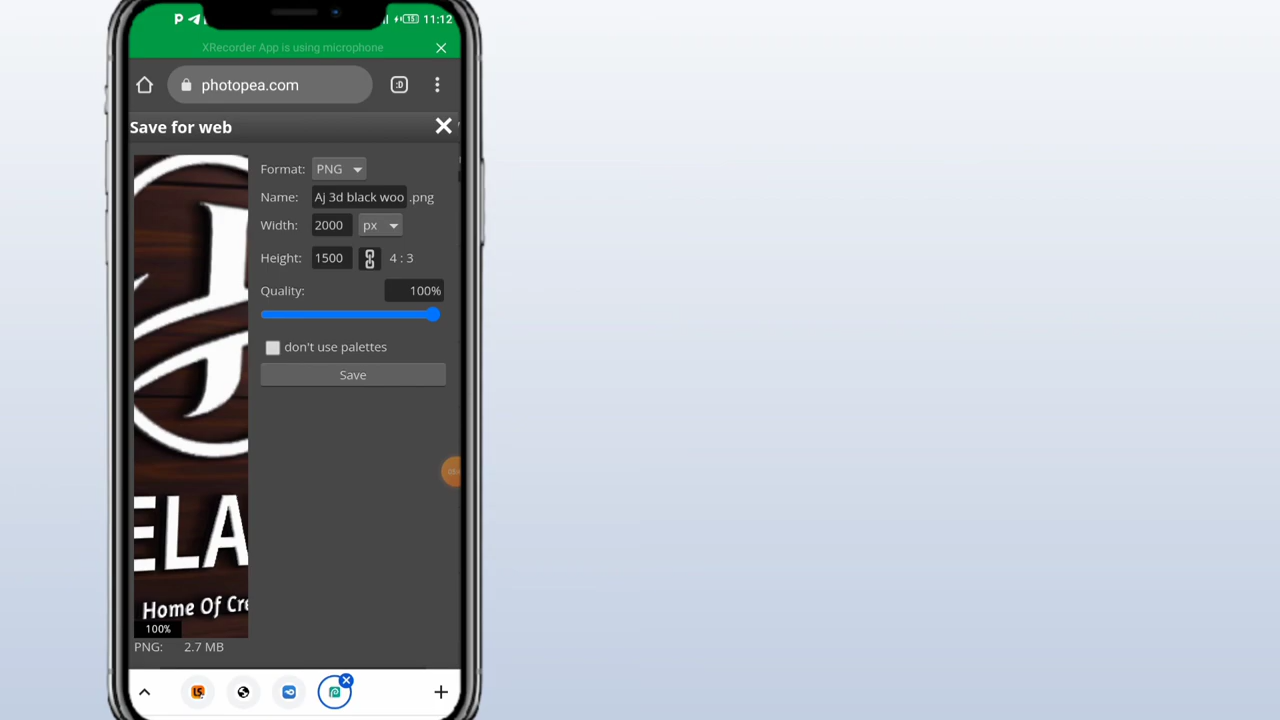 15 11:12
XRecorder App is using microphone
photopea.com :D
Save for web
Format: PNG
Name: Aj 3d black woo .png
Width: 2000 px
Height: 1500 4 : 3
Quality: 100%
don't use palettes
Save
ELA
Home Of Cre
100%
PNG: 2.7 MB